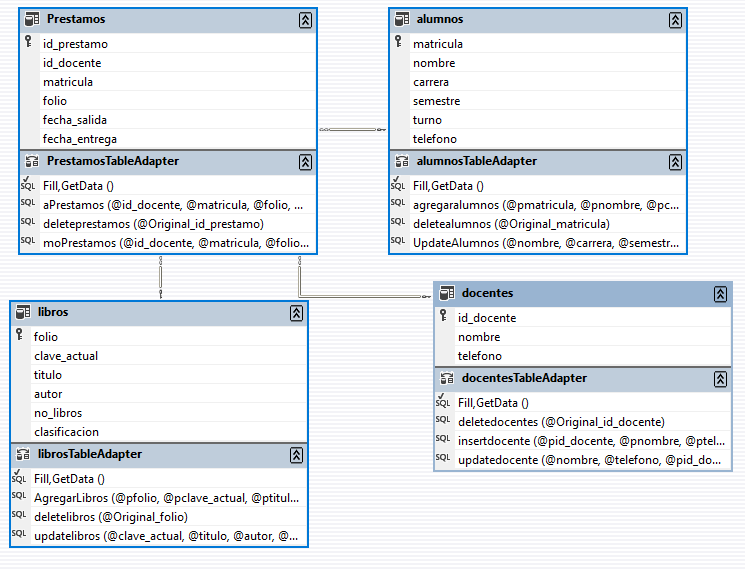 Prestamos
id_prestamo
id_docente
matricula
folio
fecha_salida
fecha_entrega
PrestamosTableAdapter
SQL Fill,GetData ()
SQL aPrestamos (@id_docente, @matricula, @folio, ...
SQL deleteprestamos (@Original_id_prestamo)
SQL moPrestamos (@id_docente, @matricula, @folio...
alumnos
matricula
nombre
carrera
semestre
turno
telefono
alumnosTableAdapter
SQL Fill,GetData ()
SQL agregaralumnos (@pmatricula, @pnombre, @pc...
SQL deletealumnos (@Original_matricula)
SQL UpdateAlumnos (@nombre, @carrera, @semestr...
libros
folio
clave_actual
titulo
autor
no_libros
clasificacion
librosTableAdapter
SQL Fill,GetData ()
SQL AgregarLibros (@pfolio, @pclave_actual, @ptitul...
SQL deletelibros (@Original_folio)
SQL updatelibros (@clave_actual, @titulo, @autor, @...
docentes
id_docente
nombre
telefono
docentesTableAdapter
SQL Fill,GetData ()
SQL deletedocentes (@Original_id_docente)
SQL insertdocente (@pid_docente, @pnombre, @ptel...
SQL updatedocente (@nombre, @telefono, @pid_do...